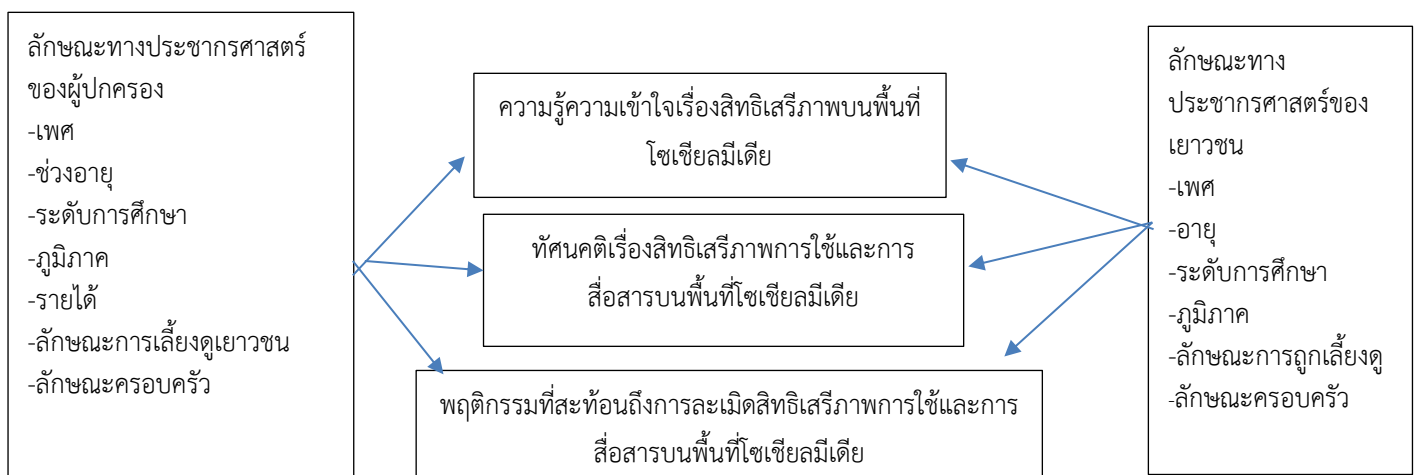 ลักษณะทางประชากรศาสตร์
ของผู้ปกครอง
-เพศ
-ช่วงอายุ
-ระดับการศึกษา
-ภูมิภาค
-รายได้
-ลักษณะการเลี้ยงดูเยาวชน
-ลักษณะครอบครัว
ความรู้ความเข้าใจเรื่องสิทธิเสรีภาพบนพื้นที่
โซเชียลมีเดีย
ทัศนคติเรื่องสิทธิเสรีภาพการใช้และการ
สื่อสารบนพื้นที่โซเชียลมีเดีย
พฤติกรรมที่สะท้อนถึงการละเมิดสิทธิเสรีภาพการใช้และการ
สื่อสารบนพื้นที่โซเชียลมีเดีย
ลักษณะทาง
ประชากรศาสตร์ของ
เยาวชน
-เพศ
-อายุ
-ระดับการศึกษา
-ภูมิภาค
-ลักษณะการถูกเลี้ยงดู
-ลักษณะครอบครัว